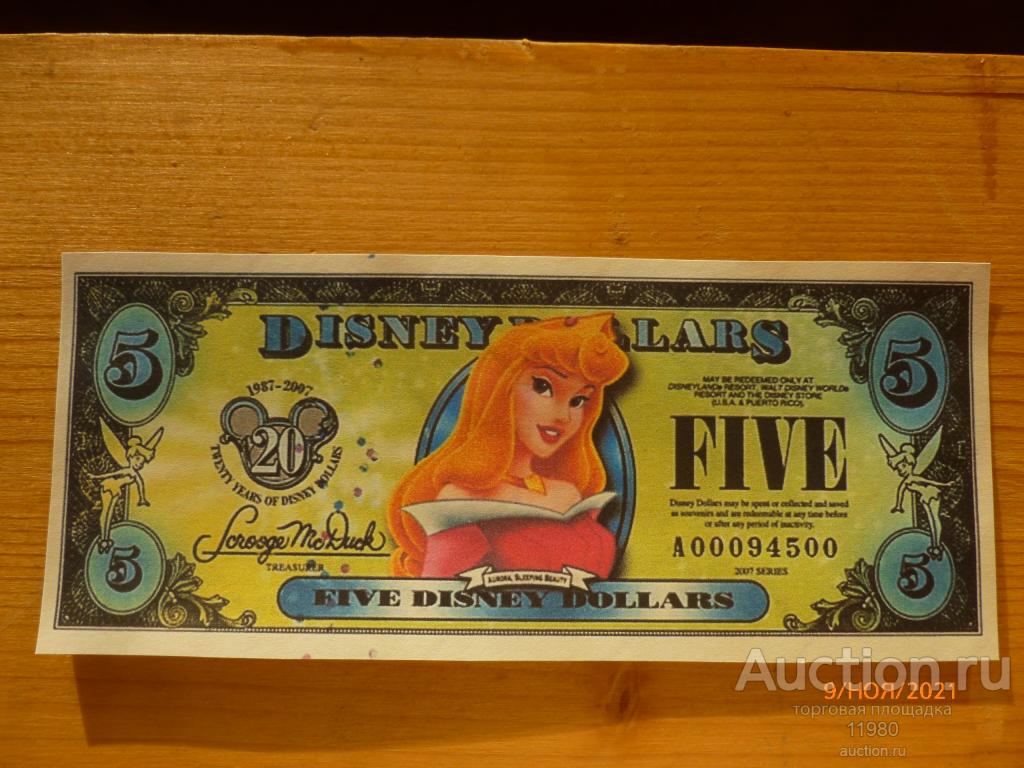 DISNEY DOLLARS
5
5
1987-2007
20
TWENTY YEARS OF DISNEY DOLLARS
MAY BE REDEEMED ONLY AT
DISNEYLAND® RESORT, WALT DISNEY WORLD®
RESORT AND THE DISNEY STORE
(U.S.A. & PUERTO RICO).
FIVE
Disney Dollars may be spent or collected and saved
as souvenirs and are redeemable at any time before
or after any period of inactivity.
Scrooge McDuck
TREASURER
A00094500
2007 SERIES
5
5
AURORA, SLEEPING BEAUTY
FIVE DISNEY DOLLARS
Auction.ru
9/НОЯ/2021
торговая площадка
11980
auction.ru